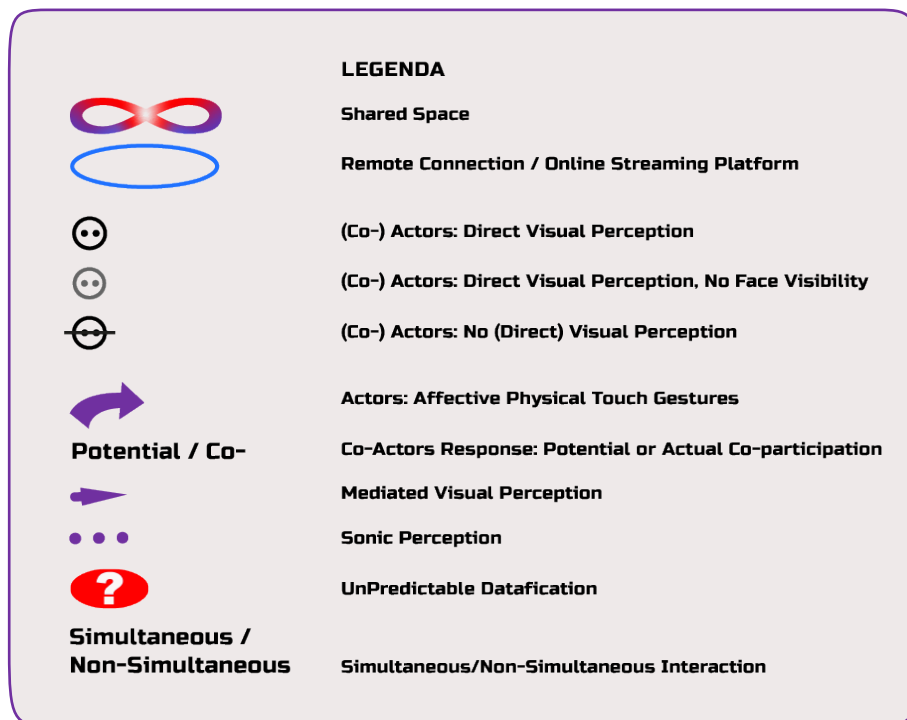 LEGENDA
Shared Space
Remote Connection / Online Streaming Platform
(Co-) Actors: Direct Visual Perception
(Co-) Actors: Direct Visual Perception, No Face Visibility
(Co-) Actors: No (Direct) Visual Perception
Actors: Affective Physical Touch Gestures
Potential / Co-
Co-Actors Response: Potential or Actual Co-participation
Mediated Visual Perception
Sonic Perception
?
UnPredictable Datafication
Simultaneous /
Non-Simultaneous
Simultaneous/Non-Simultaneous Interaction